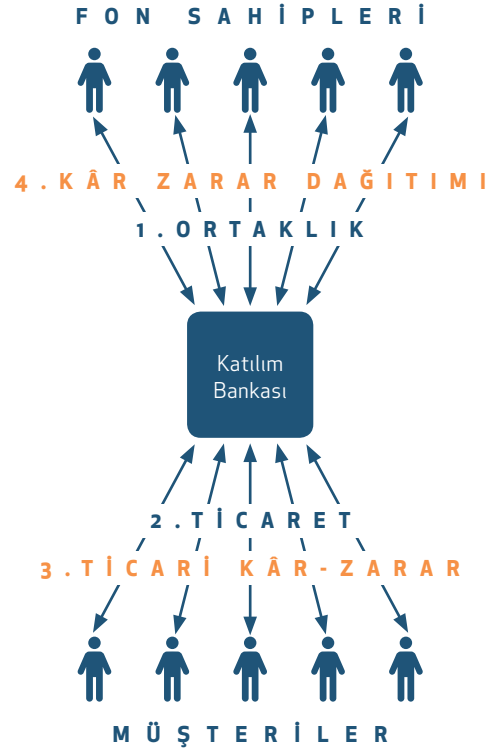 FON SAHİPLERİ
4.KÂR ZARAR DAĞITIMI
1.ORTAKLIK
Katılım
Bankası
2.TİCARET
3.TİCARİ KÂR-ZARAR
MÜŞTERİLER